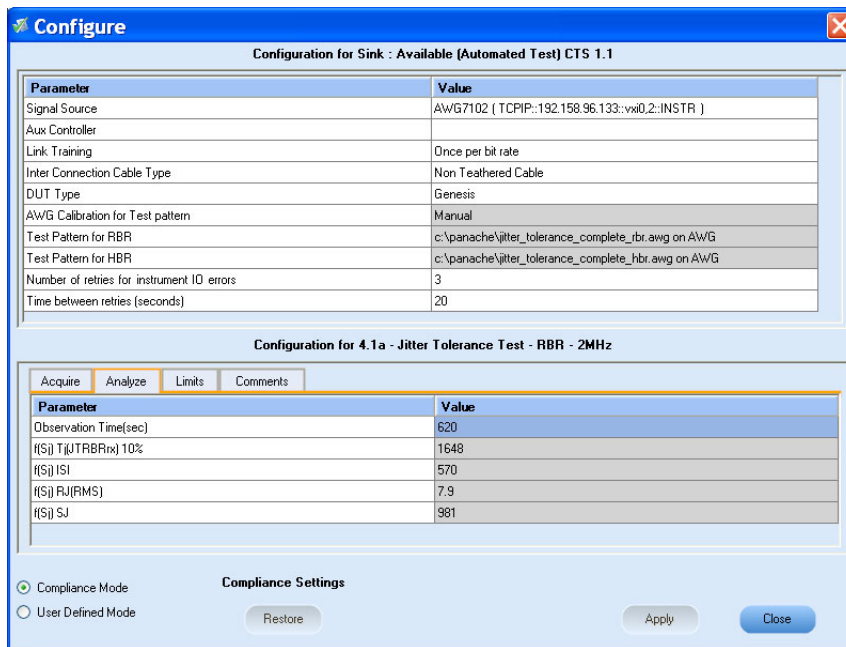 Configure
Configuration for Sink : Available (Automated Test) CTS 1.1
Parameter Value
Signal Source AWG7102 ( TCPIP::192.158.96.133::vxi0,2::INSTR )
Aux Controller
Link Training Once per bit rate
Inter Connection Cable Type Non Teathered Cable
DUT Type Genesis
AWG Calibration for Test pattern Manual
Test Pattern for RBR c:\panache\jitter_tolerance_complete_rbr.awg on AWG
Test Pattern for HBR c:\panache\jitter_tolerance_complete_hbr.awg on AWG
Number of retries for instrument IO errors 3
Time between retries (seconds) 20
Configuration for 4.1a - Jitter Tolerance Test - RBR - 2MHz
Acquire Analyze Limits Comments
Parameter Value
Observation Time(sec) 620
f(Sj) Tj(JTRBRrx) 10% 1648
f(Sj) ISI 570
f(Sj) RJ(RMS) 7.9
f(Sj) SJ 981
Compliance Mode Compliance Settings
User Defined Mode Restore Apply Close